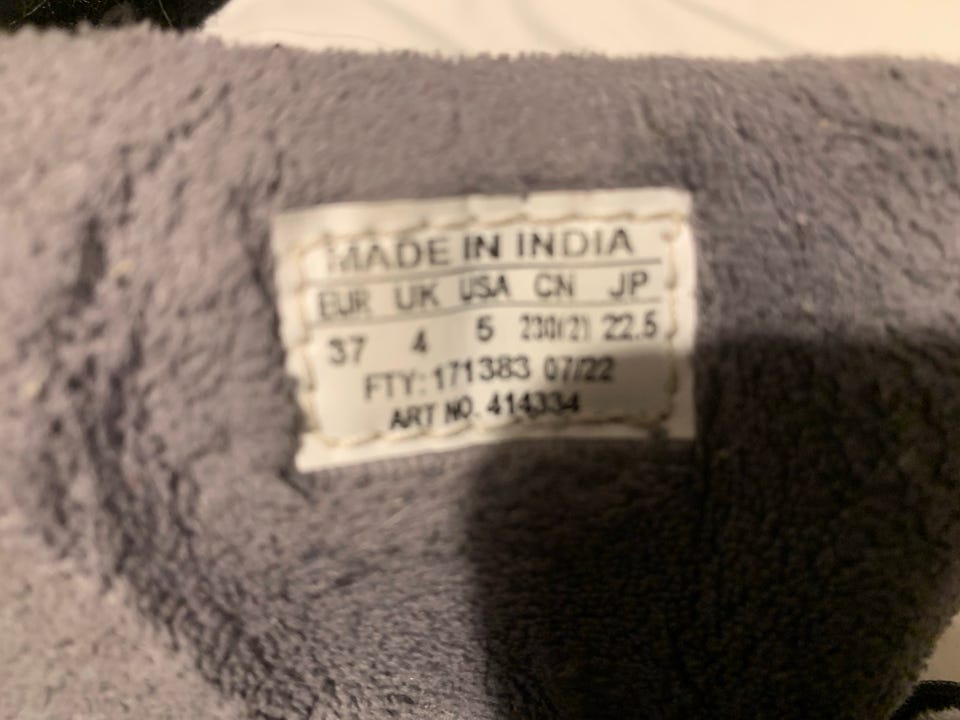 MADE IN INDIA
EUR UK USA CN JP
37 4 5 230(2) 22.5
FTY: 171383 07/22
ART NO. 414334